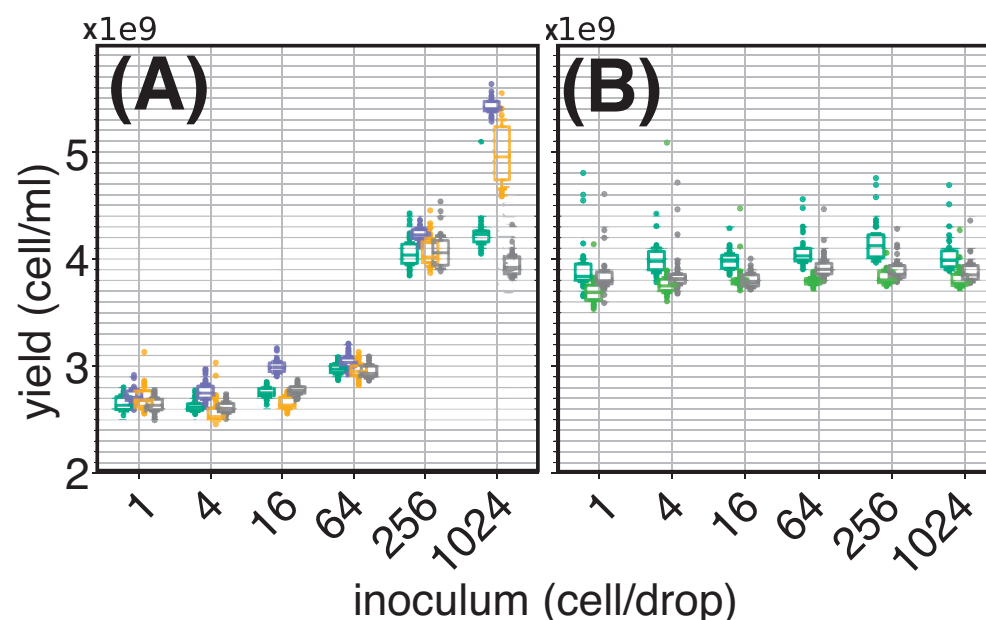 x1e9 x1e9
(A) (B)
yield (cell/ml)
5
4
3
2
1 4 16 64 256 1024 1 4 16 64 256 1024
inoculum (cell/drop)